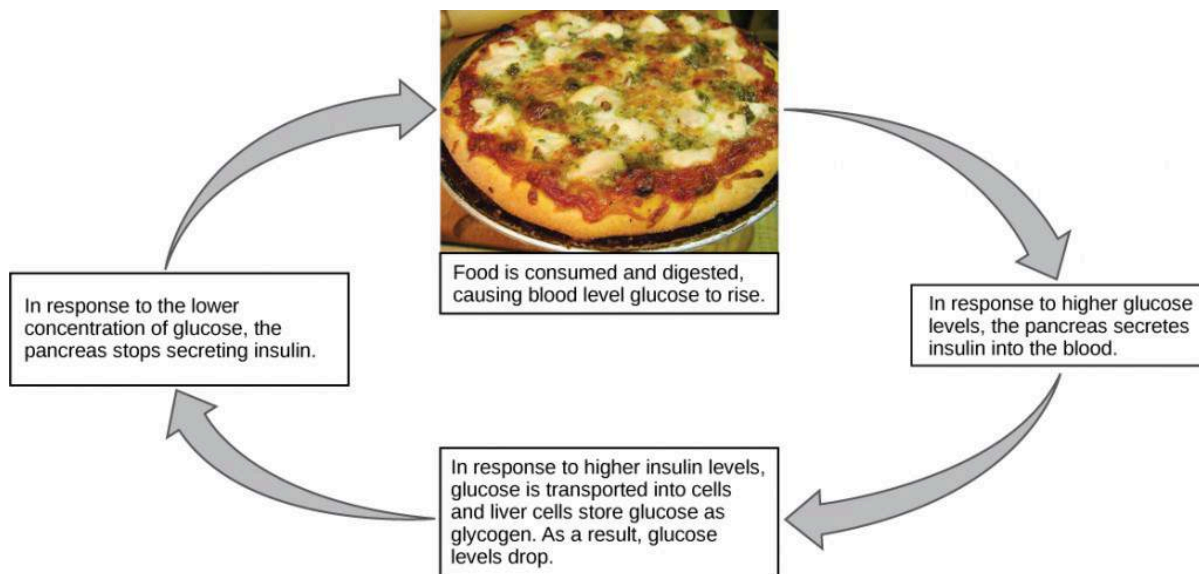 Food is consumed and digested,
causing blood level glucose to rise.
In response to higher glucose
levels, the pancreas secretes
insulin into the blood.
In response to higher insulin levels,
glucose is transported into cells
and liver cells store glucose as
glycogen. As a result, glucose
levels drop.
In response to the lower
concentration of glucose, the
pancreas stops secreting insulin.